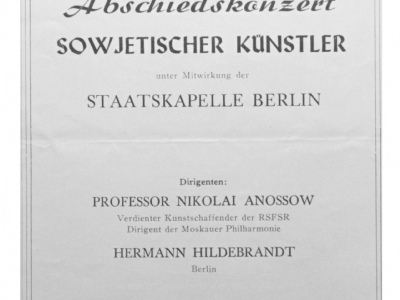 Abschiedskonzert
SOWJETISCHER KÜNSTLER
unter Mitwirkung der
STAATSKAPELLE BERLIN
Dirigenten:
PROFESSOR NIKOLAI ANOSSOW
Verdienter Kunstschaffender der RSFSR
Dirigent der Moskauer Philharmonie
HERMANN HILDEBRANDT
Berlin